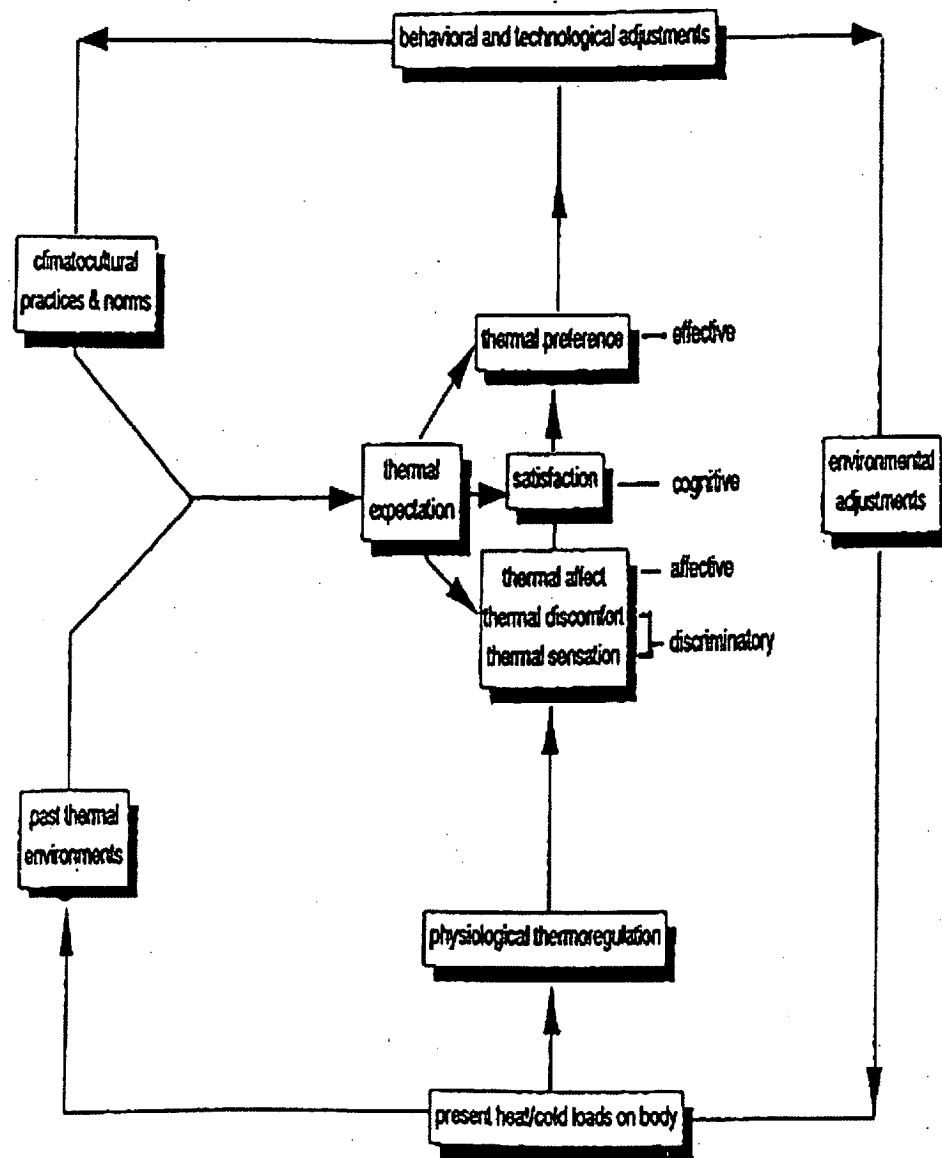 behavioral and technological adjustments
climatocultural
practices & norms
thermal preference
effective
thermal
expectation
satisfaction
cognitive
environmental
adjustments
thermal affect
affective
thermal discomfort
thermal sensation
discriminatory
past thermal
environments
physiological thermoregulation
present heat/cold loads on body